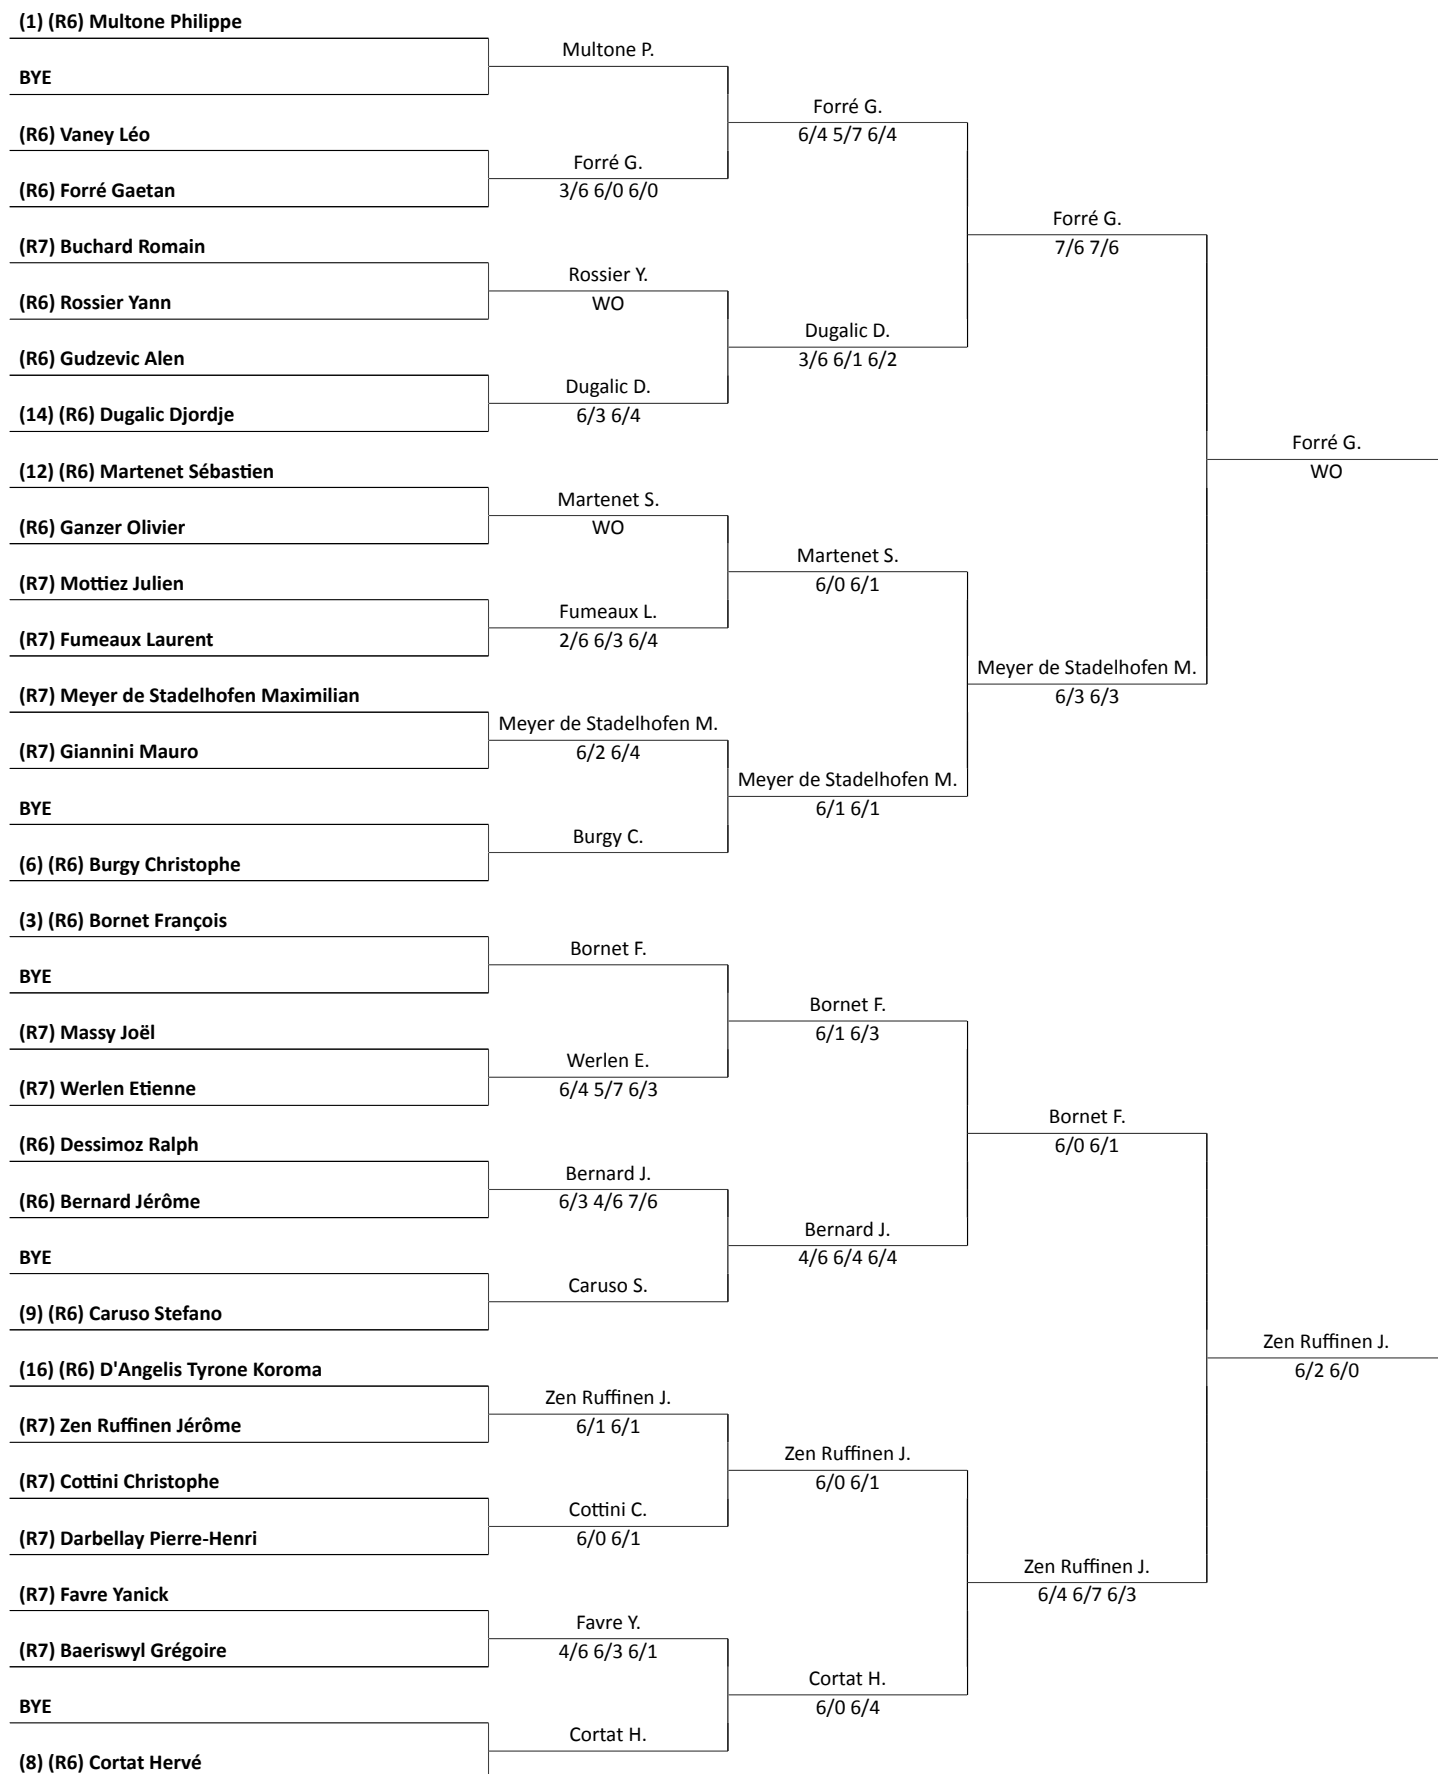 (1) (R6) Multone Philippe
Multone P.
BYE
Forré G.
6/4 5/7 6/4
(R6) Vaney Léo
Forré G.
3/6 6/0 6/0
(R6) Forré Gaetan
Forré G.
7/6 7/6
(R7) Buchard Romain
Rossier Y.
WO
(R6) Rossier Yann
Dugalic D.
3/6 6/1 6/2
(R6) Gudzevic Alen
Dugalic D.
6/3 6/4
(14) (R6) Dugalic Djordje
Forré G.
WO
(12) (R6) Martenet Sébastien
Martenet S.
WO
(R6) Ganzer Olivier
Martenet S.
6/0 6/1
(R7) Mottiez Julien
Fumeaux L.
2/6 6/3 6/4
(R7) Fumeaux Laurent
Meyer de Stadelhofen M.
6/3 6/3
(R7) Meyer de Stadelhofen Maximilian
Meyer de Stadelhofen M.
6/2 6/4
(R7) Giannini Mauro
Meyer de Stadelhofen M.
6/1 6/1
BYE
Burgy C.
(6) (R6) Burgy Christophe
(3) (R6) Bornet François
Bornet F.
BYE
Bornet F.
6/1 6/3
(R7) Massy Joël
Werlen E.
6/4 5/7 6/3
(R7) Werlen Etienne
Bornet F.
6/0 6/1
(R6) Dessimoz Ralph
Bernard J.
6/3 4/6 7/6
(R6) Bernard Jérôme
Bernard J.
4/6 6/4 6/4
BYE
Caruso S.
(9) (R6) Caruso Stefano
Zen Ruffinen J.
6/2 6/0
(16) (R6) D'Angelis Tyrone Koroma
Zen Ruffinen J.
6/1 6/1
(R7) Zen Ruffinen Jérôme
Zen Ruffinen J.
6/0 6/1
(R7) Cottini Christophe
Cottini C.
6/0 6/1
(R7) Darbellay Pierre-Henri
Zen Ruffinen J.
6/4 6/7 6/3
(R7) Favre Yanick
Favre Y.
4/6 6/3 6/1
(R7) Baeriswyl Grégoire
Cortat H.
6/0 6/4
BYE
Cortat H.
(8) (R6) Cortat Hervé